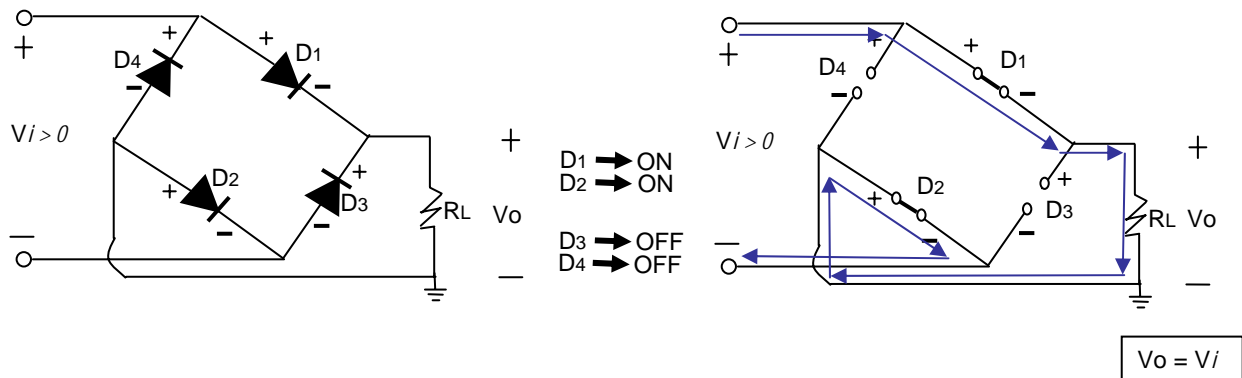 +
D4
+
+
D1
−
−
Vi > 0
+
D2
−
+
D3
−
+
RL
Vo
−
−
D1 ➡ ON
D2 ➡ ON
D3 ➡ OFF
D4 ➡ OFF
+
D4
+
+
D1
−
−
Vi > 0
+
D2
−
+
D3
−
+
RL
Vo
−
−
Vo = Vi